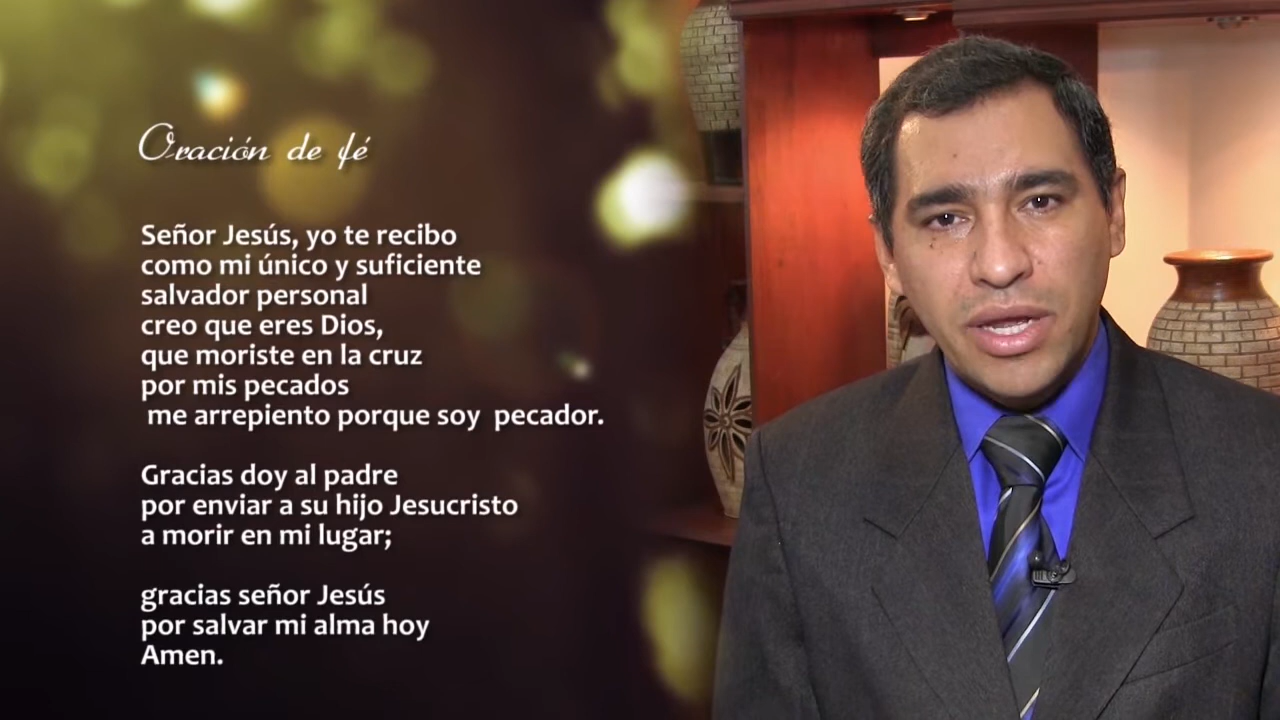 Oración de fé
Señor Jesús, yo te recibo
como mi único y suficiente
salvador personal
creo que eres Dios,
que moriste en la cruz
por mis pecados
me arrepiento porque soy pecador.
Gracias doy al padre
por enviar a su hijo Jesucristo
a morir en mi lugar;
gracias señor Jesús
por salvar mi alma hoy
Amen.